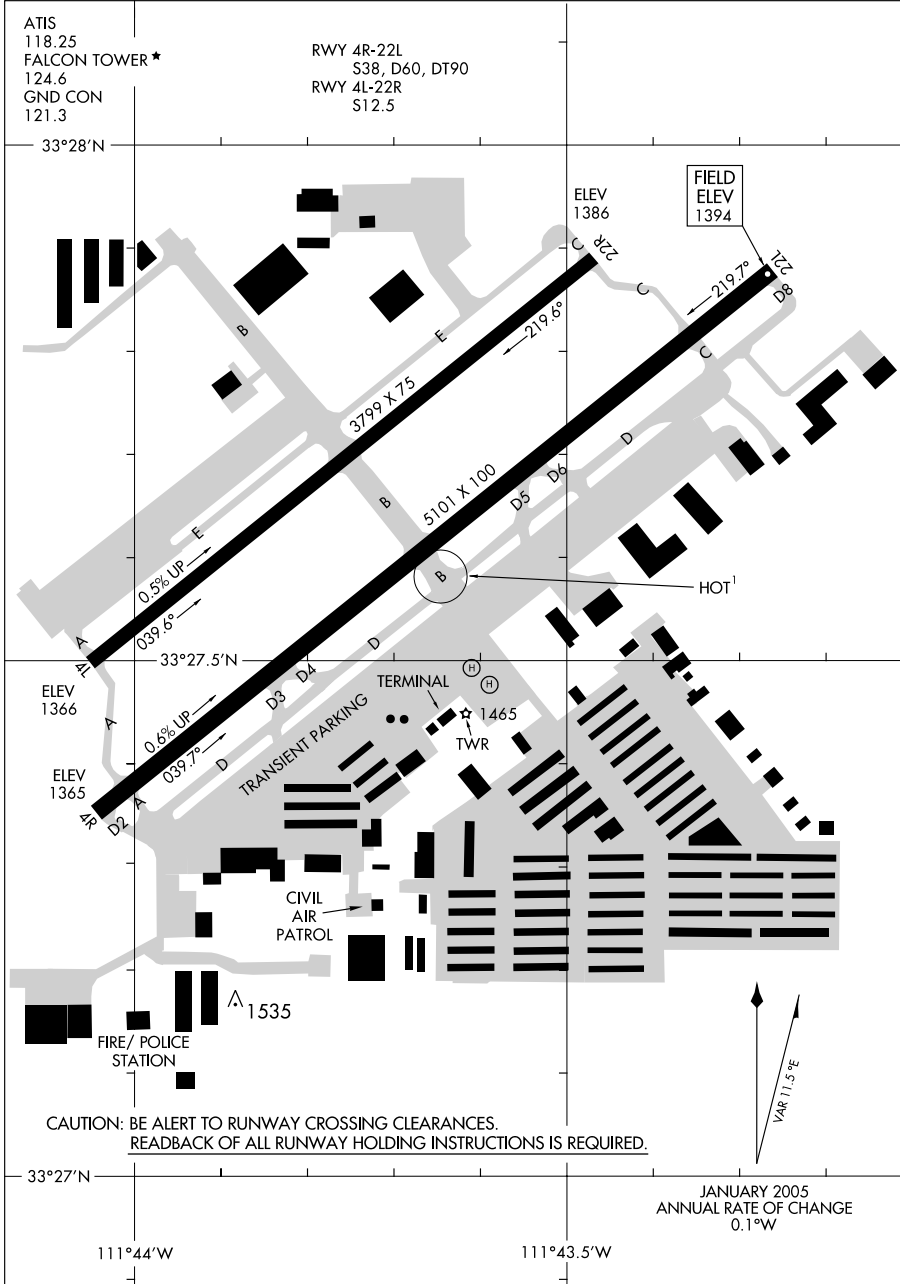 ATIS
118.25
FALCON TOWER ★
124.6
GND CON
121.3
RWY 4R-22L
S38, D60, DT90
RWY 4L-22R
S12.5
33°28'N
FIELD
ELEV
1394
ELEV
1386
C
22R
22L
D8
C
219.7°
219.6°
B
E
C
3799 X 75
D
5101 X 100
D6
D5
B
E
B
HOT¹
0.5% UP
039.6°
A
4L
33°27.5'N
D
D4
D3
H
H
TERMINAL
1465
TWR
ELEV
1366
A
0.6% UP
039.7°
D
TRANSIENT PARKING
ELEV
1365
A
4R
D2
CIVIL
AIR
PATROL
1535
FIRE/ POLICE
STATION
VAR 11.5 °E
CAUTION: BE ALERT TO RUNWAY CROSSING CLEARANCES.
READBACK OF ALL RUNWAY HOLDING INSTRUCTIONS IS REQUIRED.
33°27'N
JANUARY 2005
ANNUAL RATE OF CHANGE
0.1°W
111°44'W
111°43.5'W